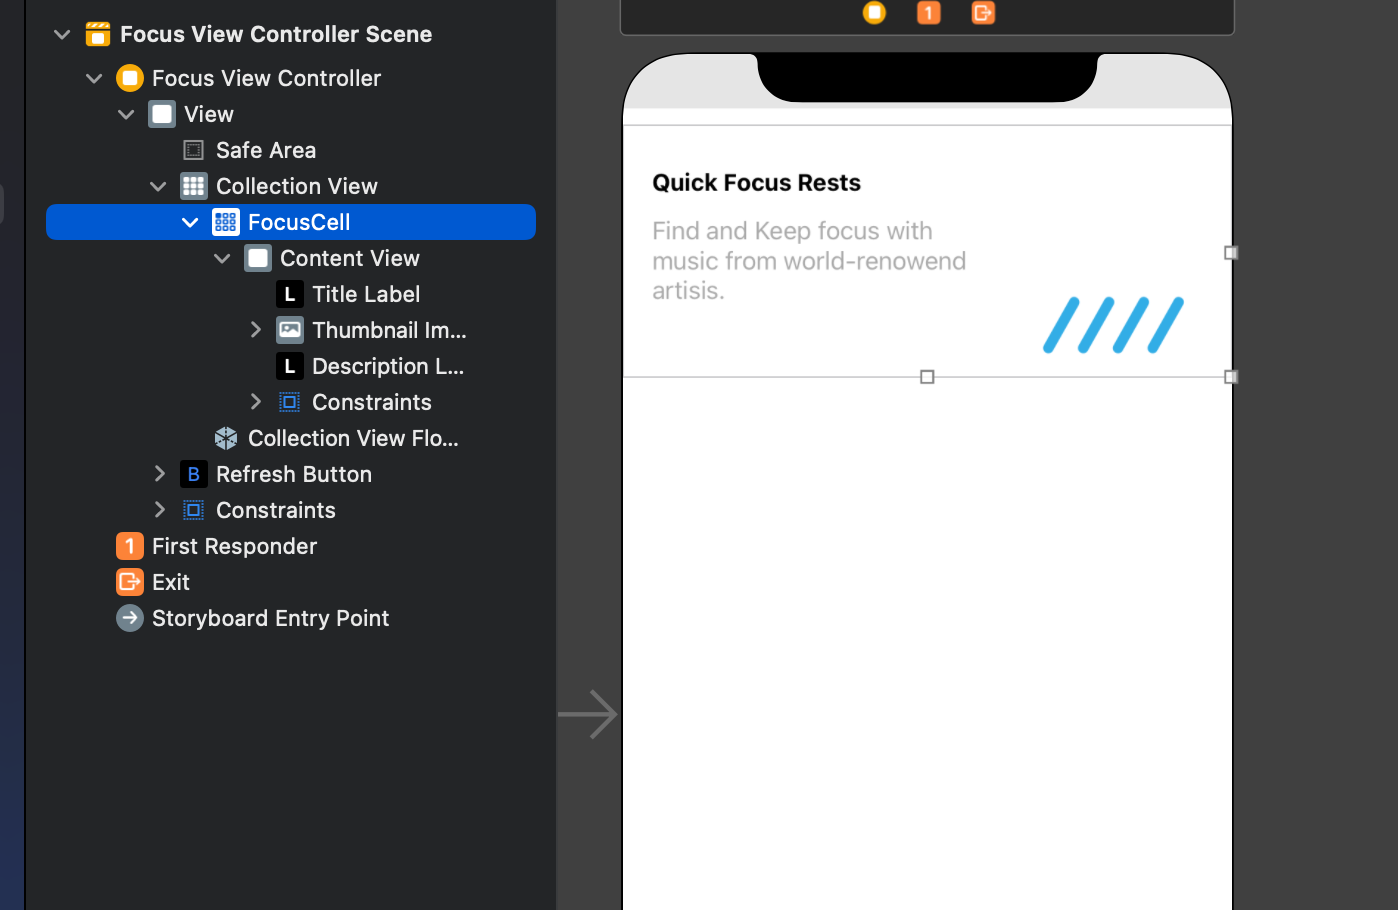 Focus View Controller Scene
Focus View Controller
View
Safe Area
Collection View
FocusCell
Content View
L Title Label
Thumbnail Im...
L Description L...
Constraints
Collection View Flo...
B Refresh Button
Constraints
1 First Responder
Exit
Storyboard Entry Point
1
Quick Focus Rests
Find and Keep focus with
music from world-renowend
artisis.